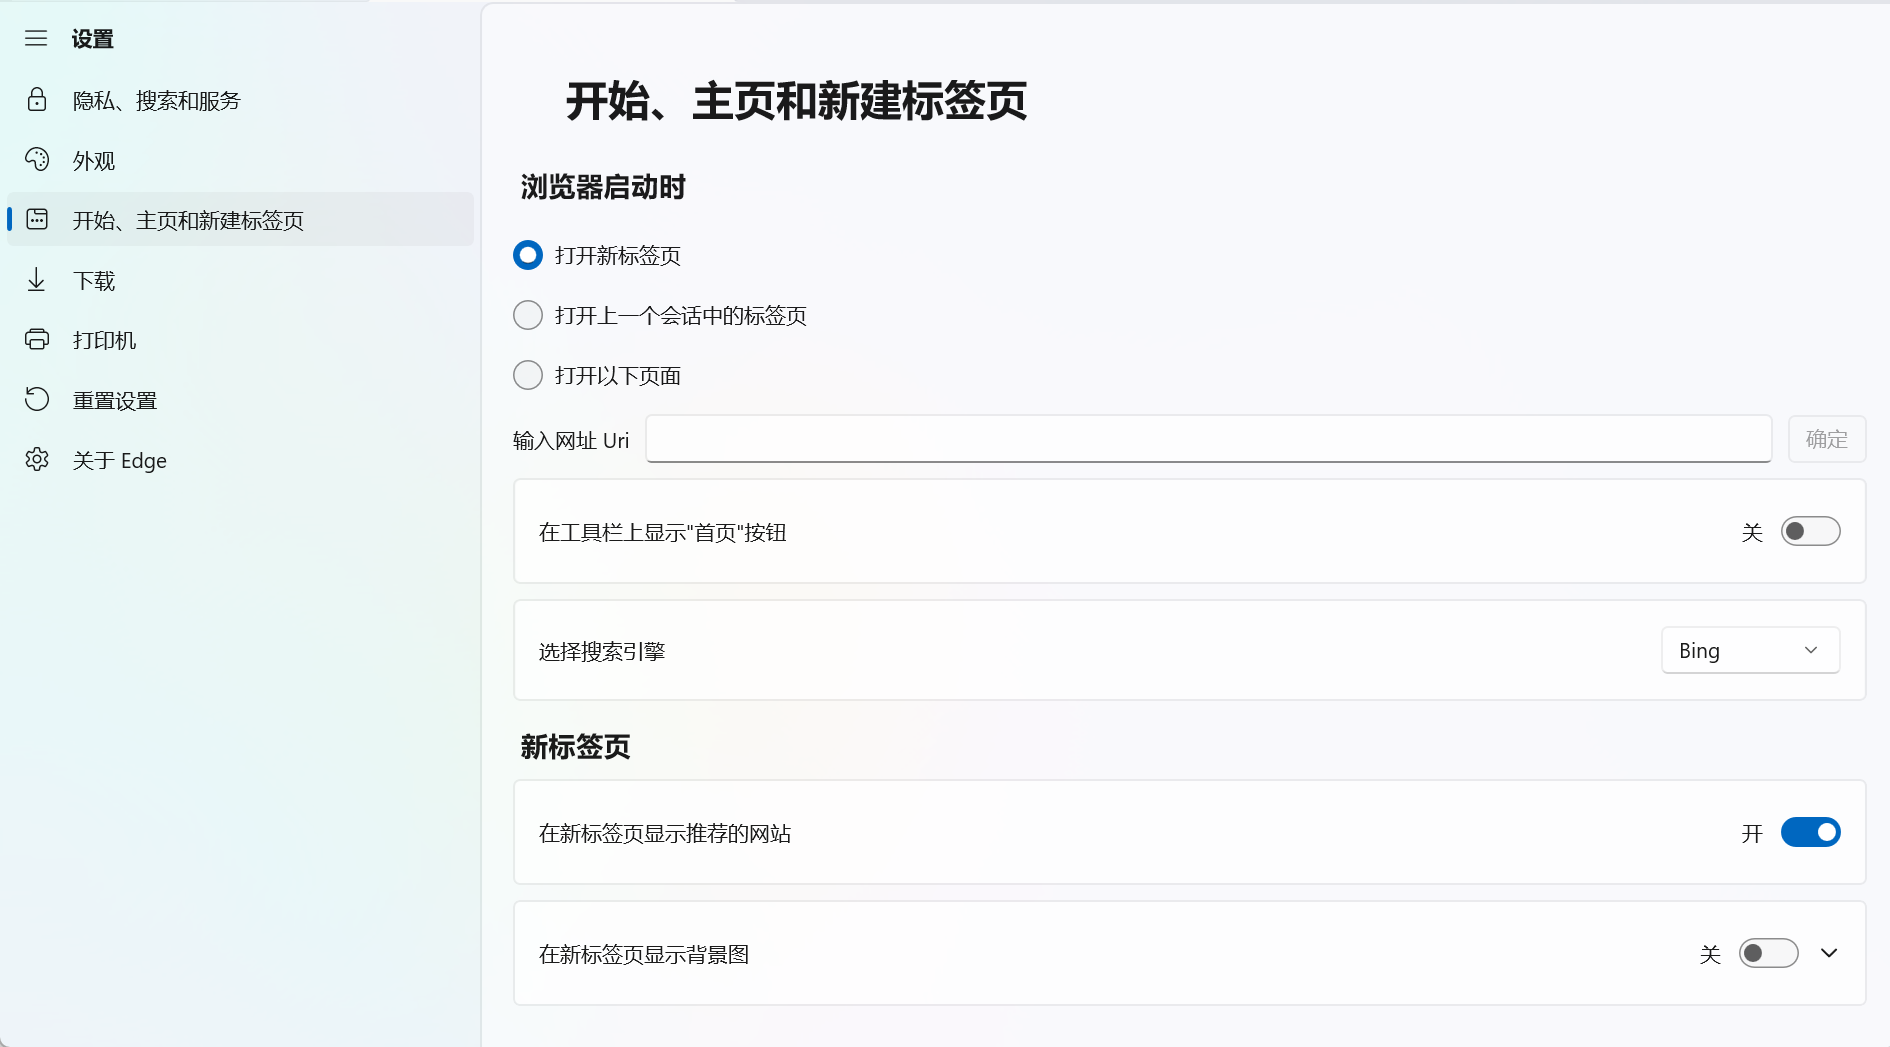 设置
隐私、搜索和服务
外观
开始、主页和新建标签页
下载
打印机
重置设置
关于 Edge
开始、主页和新建标签页
浏览器启动时
打开新标签页
打开上一个会话中的标签页
打开以下页面
输入网址 Uri
确定
在工具栏上显示"首页"按钮
关
选择搜索引擎
Bing
新标签页
在新标签页显示推荐的网站
开
在新标签页显示背景图
关